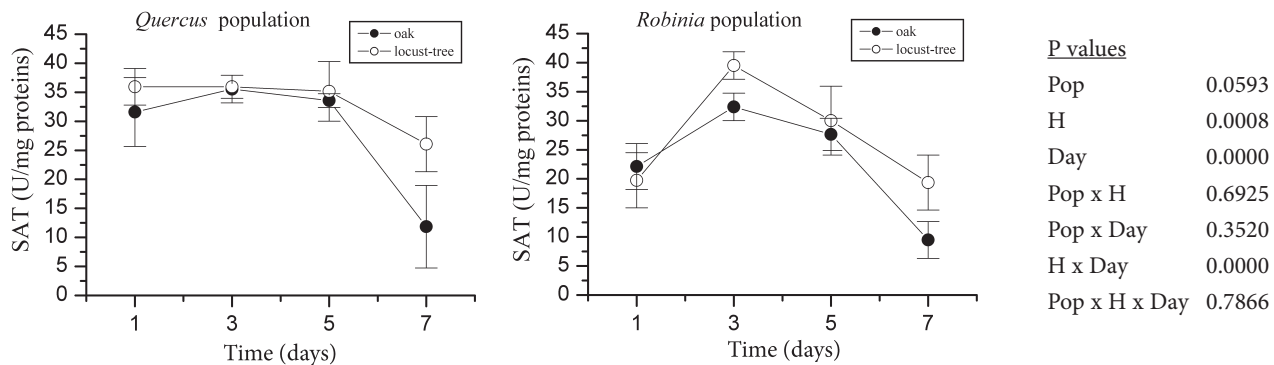 Quercus population
oak
locust-tree
SAT (U/mg proteins)
45
40
35
30
25
20
15
10
5
0
1 3 5 7
Time (days)
Robinia population
oak
locust-tree
SAT (U/mg proteins)
45
40
35
30
25
20
15
10
5
0
1 3 5 7
Time (days)
P values
Pop 0.0593
H 0.0008
Day 0.0000
Pop x H 0.6925
Pop x Day 0.3520
H x Day 0.0000
Pop x H x Day 0.7866